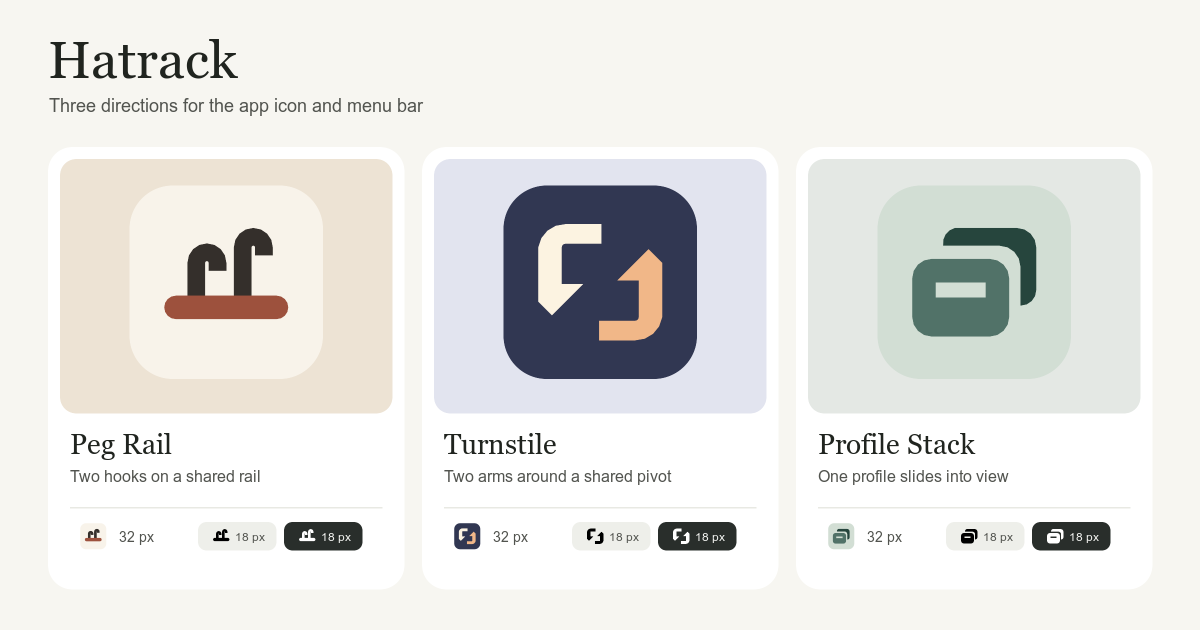 Hatrack
Three directions for the app icon and menu bar
Peg Rail
Two hooks on a shared rail
32 px
18 px
18 px
Turnstile
Two arms around a shared pivot
32 px
18 px
18 px
Profile Stack
One profile slides into view
32 px
18 px
18 px